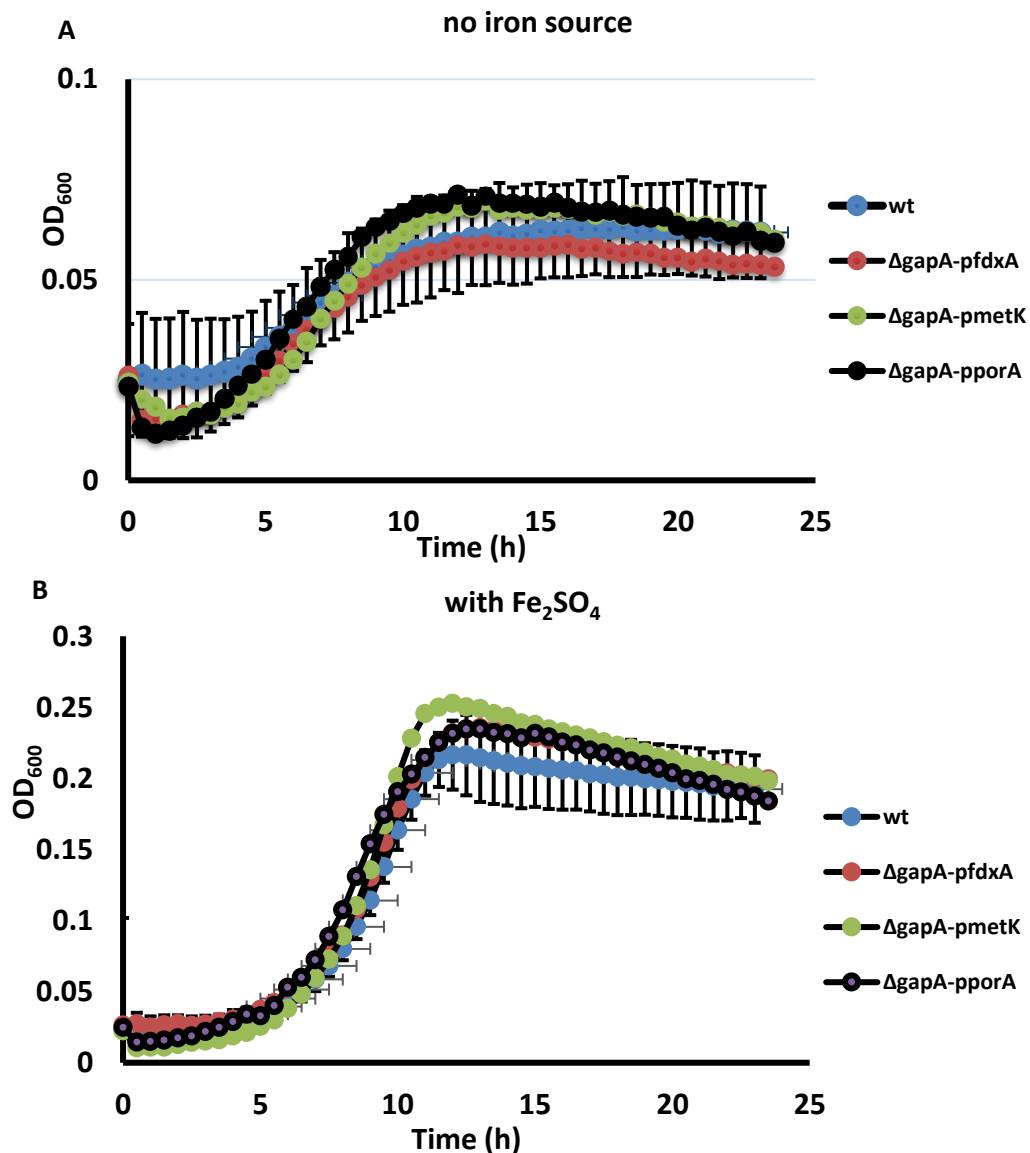 A
no iron source
0.1
0.05
0
OD₆₀₀
0 5 10 15 20 25
Time (h)
wt
ΔgapA-pfdxA
ΔgapA-pmetK
ΔgapA-pporA
B
with Fe₂SO₄
0.3
0.25
0.2
0.15
0.1
0.05
0
OD₆₀₀
0 5 10 15 20 25
Time (h)
wt
ΔgapA-pfdxA
ΔgapA-pmetK
ΔgapA-pporA